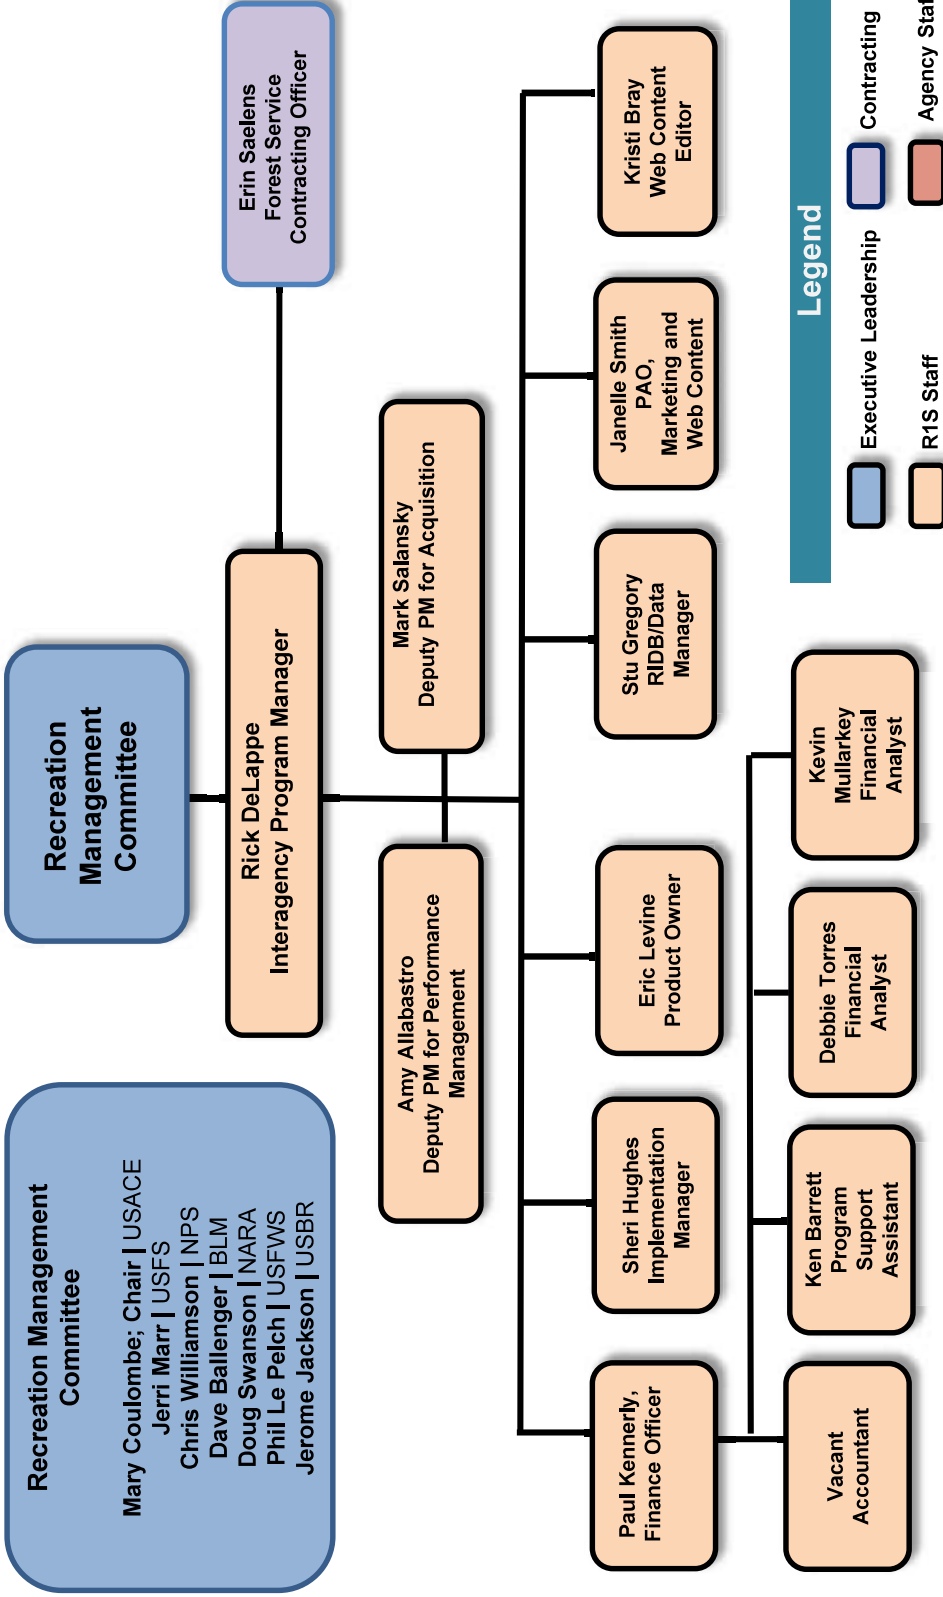 Recreation Management
Committee
Mary Coulombe; Chair | USACE
Jerri Marr | USFS
Chris Williamson | NPS
Dave Ballenger | BLM
Doug Swanson | NARA
Phil Le Pelch | USFWS
Jerome Jackson | USBR
Recreation
Management
Committee
Rick DeLappe
Interagency Program Manager
Erin Saelens
Forest Service
Contracting Officer
Amy Allabastro
Deputy PM for Performance
Management
Mark Salansky
Deputy PM for Acquisition
Paul Kennerly,
Finance Officer
Sheri Hughes
Implementation
Manager
Eric Levine
Product Owner
Stu Gregory
RIDB/Data
Manager
Janelle Smith
PAO,
Marketing and
Web Content
Kristi Bray
Web Content
Editor
Vacant
Accountant
Ken Barrett
Program
Support
Assistant
Debbie Torres
Financial
Analyst
Kevin
Mullarkey
Financial
Analyst
Legend
Executive Leadership
Contracting
R1S Staff
Agency Staf